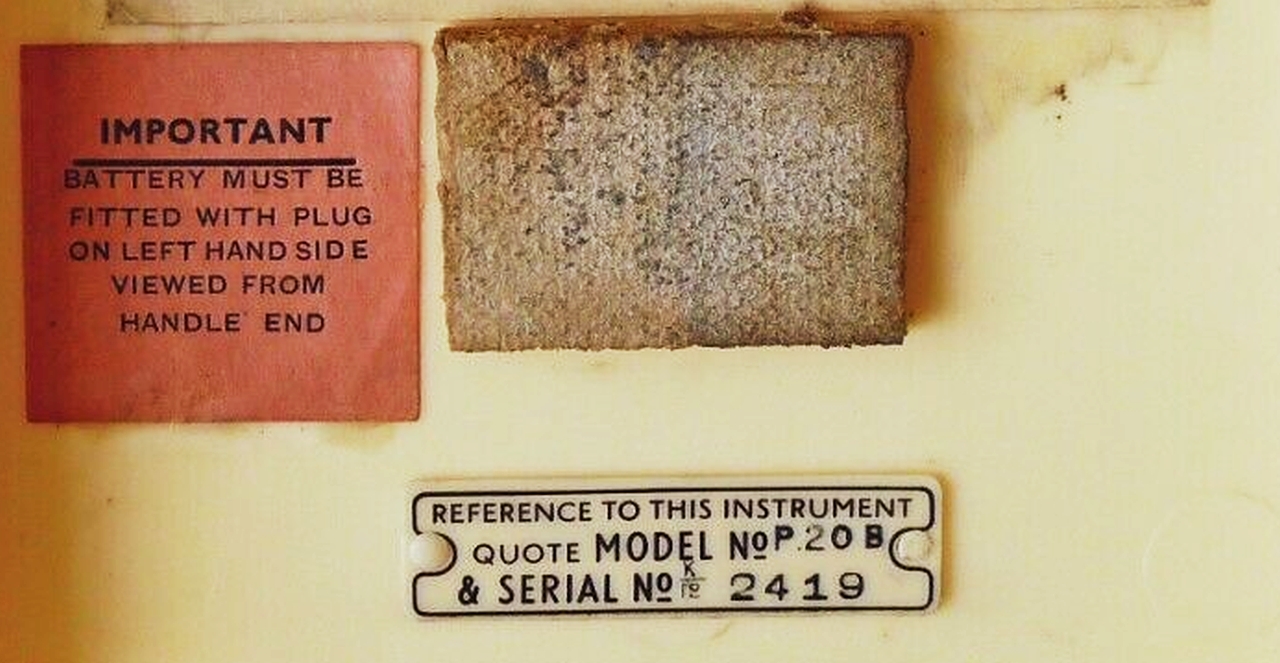 IMPORTANT
BATTERY MUST BE
FITTED WITH PLUG
ON LEFT HAND SIDE
VIEWED FROM
HANDLE END
REFERENCE TO THIS INSTRUMENT
QUOTE MODEL Nº P.20B
& SERIAL Nº 2419